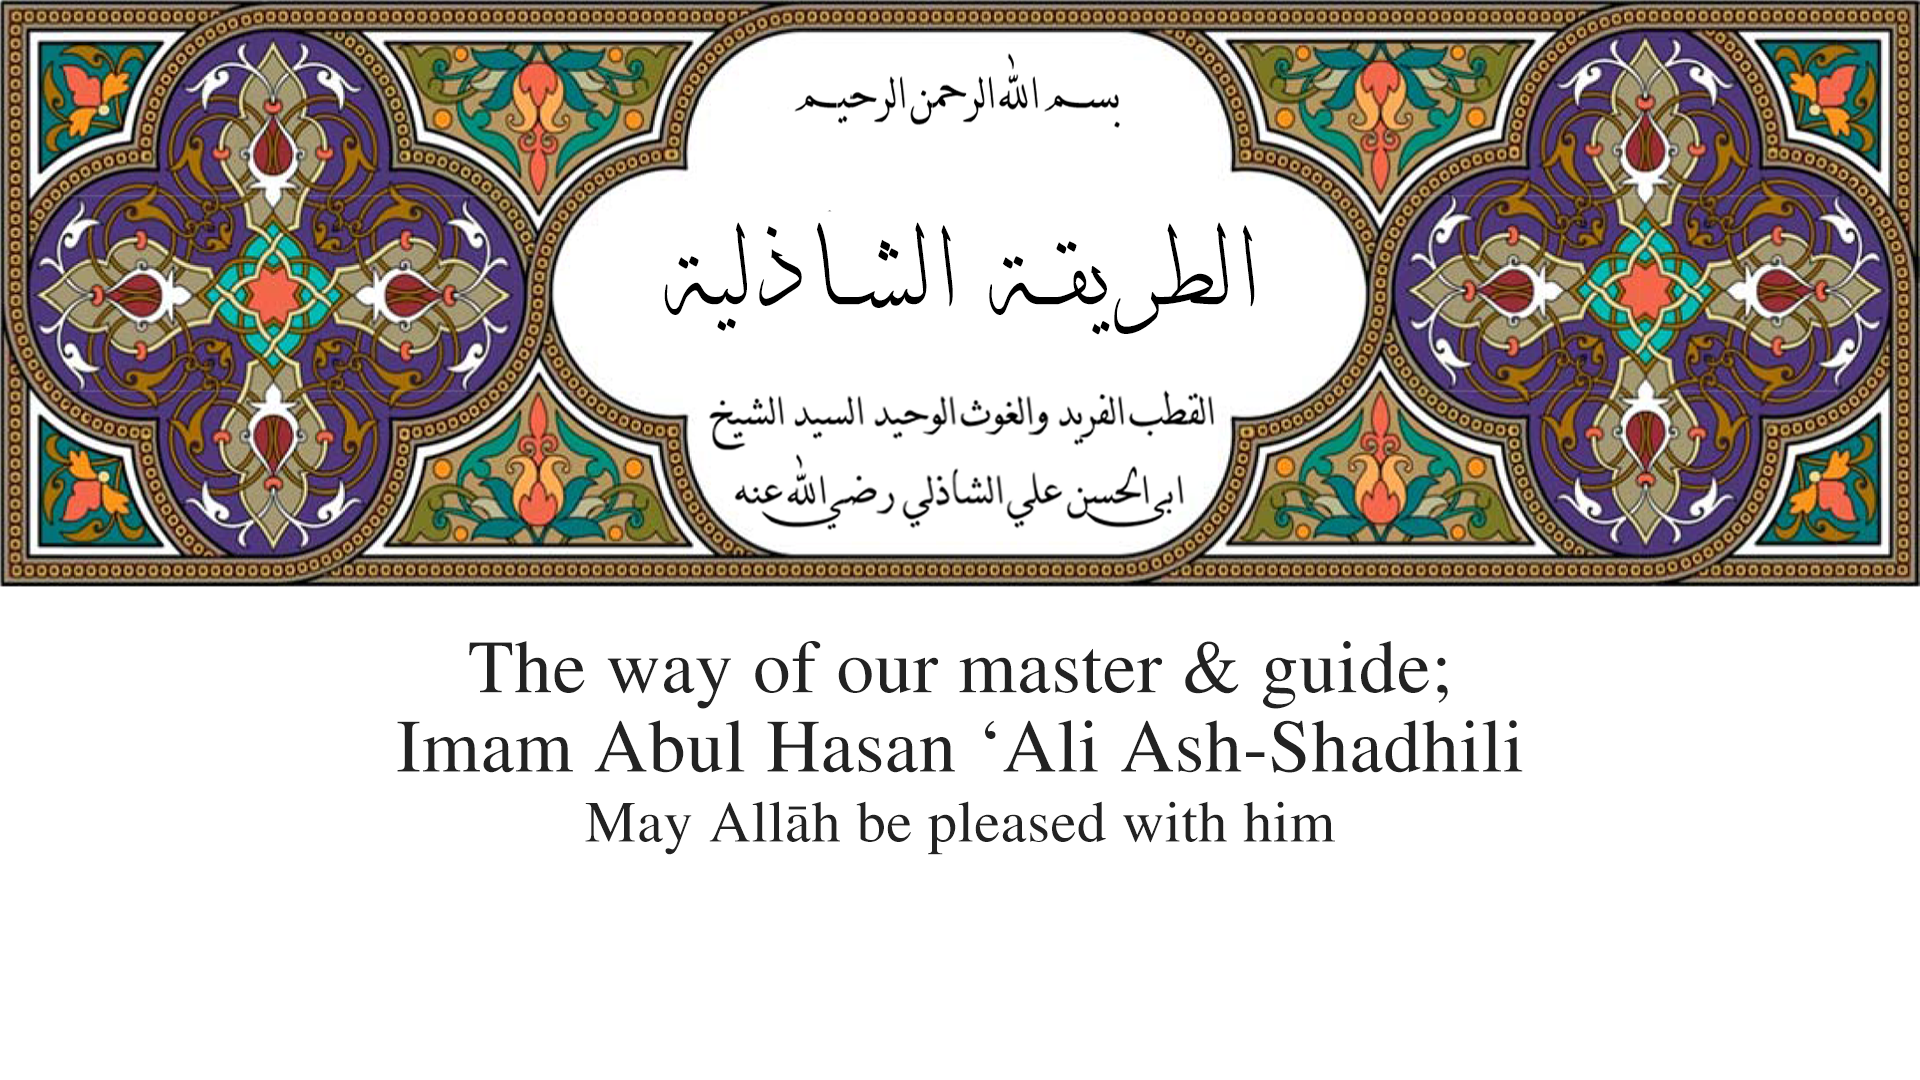 بسم الله الرحمن الرحيم
الطريقة الشاذلية
القطب الفريد والغوث الوحيد السيد الشيخ
ابي الحسن علي الشاذلي رضي الله عنه
The way of our master & guide;
Imam Abul Hasan ‘Ali Ash-Shadhili
May Allāh be pleased with him